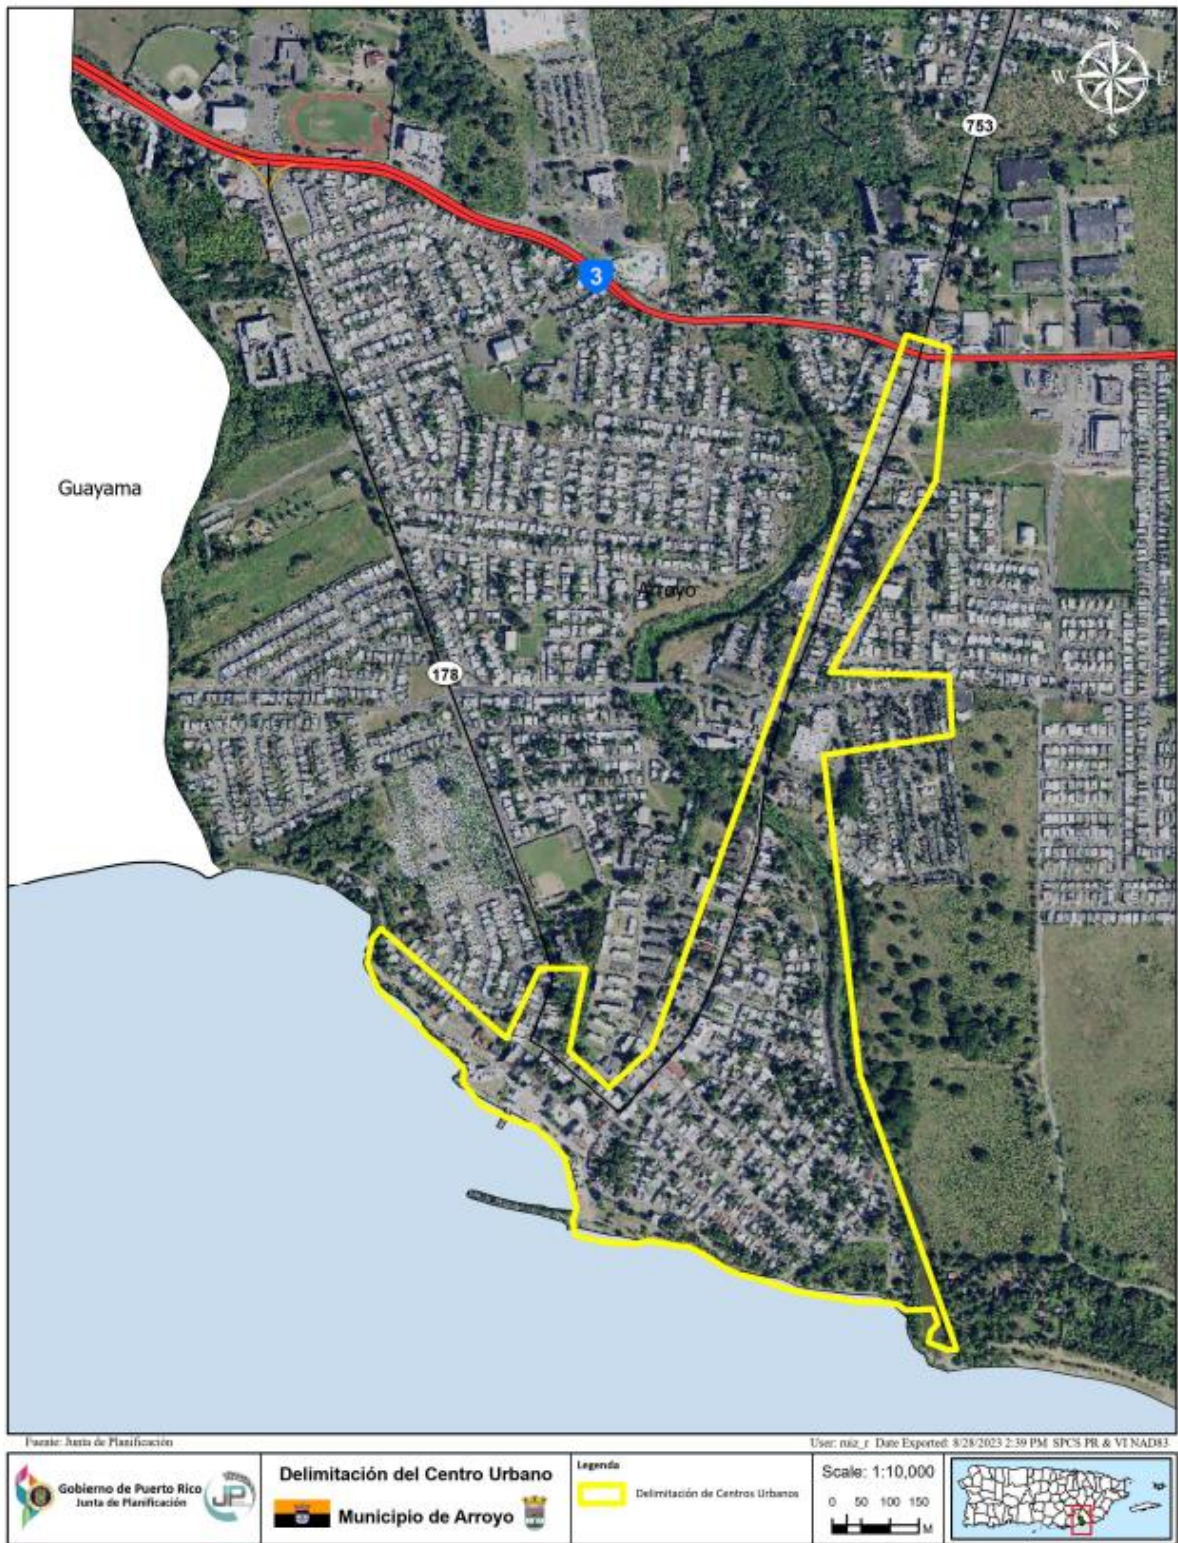 N
W E
S
753
3
Guayama
Arroyo
178
Fuente: Junta de Planificación
User: ruiz_r Date Exported: 8/28/2023 2:39 PM SPCS PR & VI NAD83
Gobierno de Puerto Rico
Junta de Planificación
JP
Delimitación del Centro Urbano
Municipio de Arroyo
Legenda
Delimitación de Centros Urbanos
Scale: 1:10,000
0 50 100 150
M